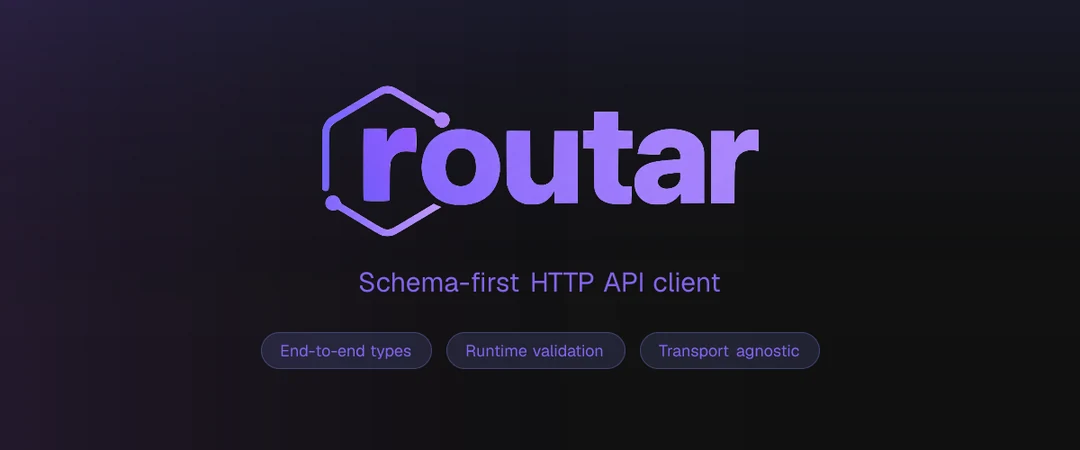 routar
Schema-first HTTP API client
End-to-end types
Runtime validation
Transport agnostic